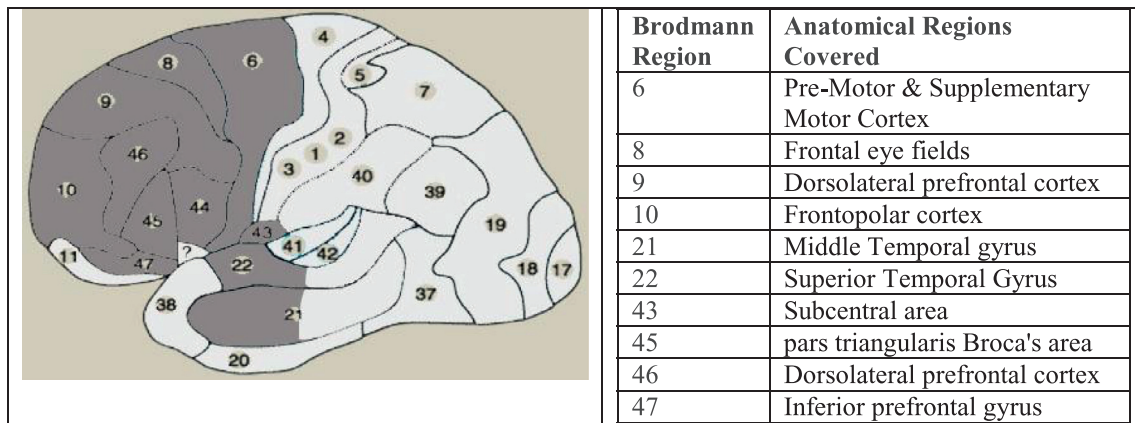 4
8
6
5
7
9
2
1
46
3
40
39
10
44
45
19
43
41
42
11
?
47
22
18
17
38
37
21
20
Brodmann Region Anatomical Regions Covered
6 Pre-Motor & Supplementary
Motor Cortex
8 Frontal eye fields
9 Dorsolateral prefrontal cortex
10 Frontopolar cortex
21 Middle Temporal gyrus
22 Superior Temporal Gyrus
43 Subcentral area
45 pars triangularis Broca's area
46 Dorsolateral prefrontal cortex
47 Inferior prefrontal gyrus